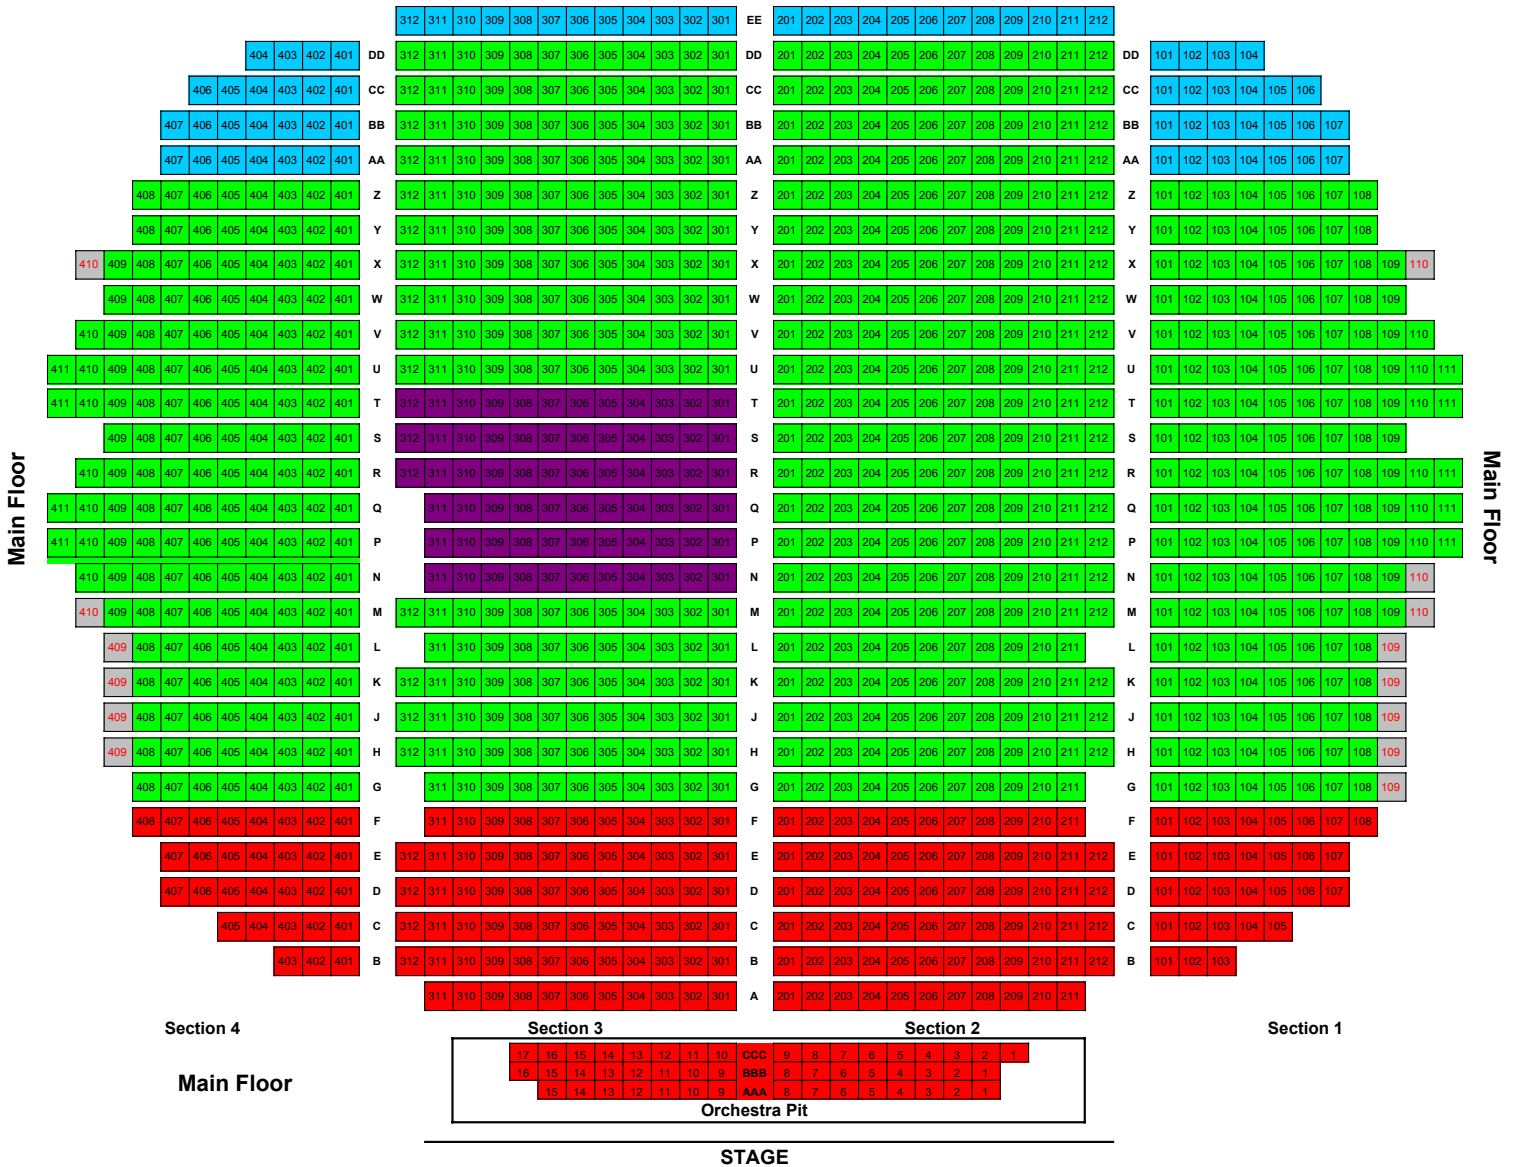 312 311 310 309 308 307 306 305 304 303 302 301 EE 201 202 203 204 205 206 207 208 209 210 211 212
404 403 402 401 DD 312 311 310 309 308 307 306 305 304 303 302 301 DD 201 202 203 204 205 206 207 208 209 210 211 212 DD 101 102 103 104
406 405 404 403 402 401 CC 312 311 310 309 308 307 306 305 304 303 302 301 CC 201 202 203 204 205 206 207 208 209 210 211 212 CC 101 102 103 104 105 106
407 406 405 404 403 402 401 BB 312 311 310 309 308 307 306 305 304 303 302 301 BB 201 202 203 204 205 206 207 208 209 210 211 212 BB 101 102 103 104 105 106 107
407 406 405 404 403 402 401 AA 312 311 310 309 308 307 306 305 304 303 302 301 AA 201 202 203 204 205 206 207 208 209 210 211 212 AA 101 102 103 104 105 106 107
408 407 406 405 404 403 402 401 Z 312 311 310 309 308 307 306 305 304 303 302 301 Z 201 202 203 204 205 206 207 208 209 210 211 212 Z 101 102 103 104 105 106 107 108
408 407 406 405 404 403 402 401 Y 312 311 310 309 308 307 306 305 304 303 302 301 Y 201 202 203 204 205 206 207 208 209 210 211 212 Y 101 102 103 104 105 106 107 108
410 409 408 407 406 405 404 403 402 401 X 312 311 310 309 308 307 306 305 304 303 302 301 X 201 202 203 204 205 206 207 208 209 210 211 212 X 101 102 103 104 105 106 107 108 109 110
409 408 407 406 405 404 403 402 401 W 312 311 310 309 308 307 306 305 304 303 302 301 W 201 202 203 204 205 206 207 208 209 210 211 212 W 101 102 103 104 105 106 107 108 109
410 409 408 407 406 405 404 403 402 401 V 312 311 310 309 308 307 306 305 304 303 302 301 V 201 202 203 204 205 206 207 208 209 210 211 212 V 101 102 103 104 105 106 107 108 109 110
411 410 409 408 407 406 405 404 403 402 401 U 312 311 310 309 308 307 306 305 304 303 302 301 U 201 202 203 204 205 206 207 208 209 210 211 212 U 101 102 103 104 105 106 107 108 109 110 111
411 410 409 408 407 406 405 404 403 402 401 T 312 311 310 309 308 307 306 305 304 303 302 301 T 201 202 203 204 205 206 207 208 209 210 211 212 T 101 102 103 104 105 106 107 108 109 110 111
409 408 407 406 405 404 403 402 401 S 312 311 310 309 308 307 306 305 304 303 302 301 S 201 202 203 204 205 206 207 208 209 210 211 212 S 101 102 103 104 105 106 107 108 109
410 409 408 407 406 405 404 403 402 401 R 312 311 310 309 308 307 306 305 304 303 302 301 R 201 202 203 204 205 206 207 208 209 210 211 212 R 101 102 103 104 105 106 107 108 109 110 111
Main Floor
Main Floor
411 410 409 408 407 406 405 404 403 402 401 Q 311 310 309 308 307 306 305 304 303 302 301 Q 201 202 203 204 205 206 207 208 209 210 211 212 Q 101 102 103 104 105 106 107 108 109 110 111
411 410 409 408 407 406 405 404 403 402 401 P 311 310 309 308 307 306 305 304 303 302 301 P 201 202 203 204 205 206 207 208 209 210 211 212 P 101 102 103 104 105 106 107 108 109 110 111
410 409 408 407 406 405 404 403 402 401 N 311 310 309 308 307 306 305 304 303 302 301 N 201 202 203 204 205 206 207 208 209 210 211 212 N 101 102 103 104 105 106 107 108 109 110
410 409 408 407 406 405 404 403 402 401 M 312 311 310 309 308 307 306 305 304 303 302 301 M 201 202 203 204 205 206 207 208 209 210 211 212 M 101 102 103 104 105 106 107 108 109 110
409 408 407 406 405 404 403 402 401 L 311 310 309 308 307 306 305 304 303 302 301 L 201 202 203 204 205 206 207 208 209 210 211 L 101 102 103 104 105 106 107 108 109
409 408 407 406 405 404 403 402 401 K 312 311 310 309 308 307 306 305 304 303 302 301 K 201 202 203 204 205 206 207 208 209 210 211 212 K 101 102 103 104 105 106 107 108 109
409 408 407 406 405 404 403 402 401 J 312 311 310 309 308 307 306 305 304 303 302 301 J 201 202 203 204 205 206 207 208 209 210 211 212 J 101 102 103 104 105 106 107 108 109
409 408 407 406 405 404 403 402 401 H 312 311 310 309 308 307 306 305 304 303 302 301 H 201 202 203 204 205 206 207 208 209 210 211 212 H 101 102 103 104 105 106 107 108 109
408 407 406 405 404 403 402 401 G 311 310 309 308 307 306 305 304 303 302 301 G 201 202 203 204 205 206 207 208 209 210 211 G 101 102 103 104 105 106 107 108 109
408 407 406 405 404 403 402 401 F 311 310 309 308 307 306 305 304 303 302 301 F 201 202 203 204 205 206 207 208 209 210 211 F 101 102 103 104 105 106 107 108
407 406 405 404 403 402 401 E 312 311 310 309 308 307 306 305 304 303 302 301 E 201 202 203 204 205 206 207 208 209 210 211 212 E 101 102 103 104 105 106 107
407 406 405 404 403 402 401 D 312 311 310 309 308 307 306 305 304 303 302 301 D 201 202 203 204 205 206 207 208 209 210 211 212 D 101 102 103 104 105 106 107
405 404 403 402 401 C 312 311 310 309 308 307 306 305 304 303 302 301 C 201 202 203 204 205 206 207 208 209 210 211 212 C 101 102 103 104 105
403 402 401 B 312 311 310 309 308 307 306 305 304 303 302 301 B 201 202 203 204 205 206 207 208 209 210 211 212 B 101 102 103
311 310 309 308 307 306 305 304 303 302 301 A 201 202 203 204 205 206 207 208 209 210 211
Section 4 Section 3 Section 2 Section 1
17 16 15 14 13 12 11 10 CCC 9 8 7 6 5 4 3 2 1
16 15 14 13 12 11 10 9 BBB 8 7 6 5 4 3 2 1
15 14 13 12 11 10 9 AAA 8 7 6 5 4 3 2 1
Main Floor
Orchestra Pit
STAGE